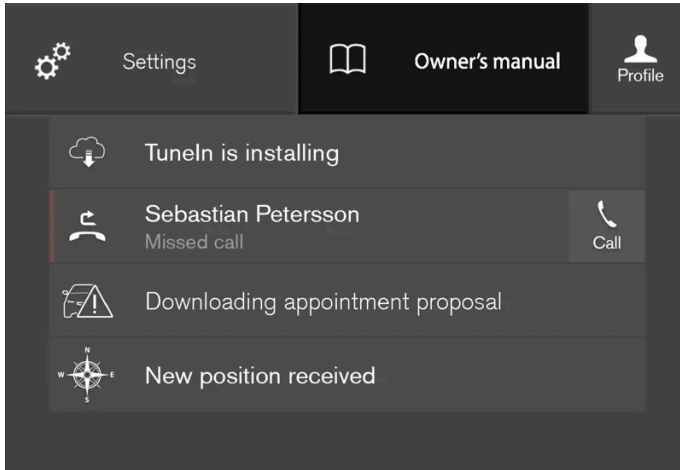 Settings
Owner's manual
Profile
TuneIn is installing
Sebastian Petersson
Missed call
Call
Downloading appointment proposal
N
W E
S
New position received